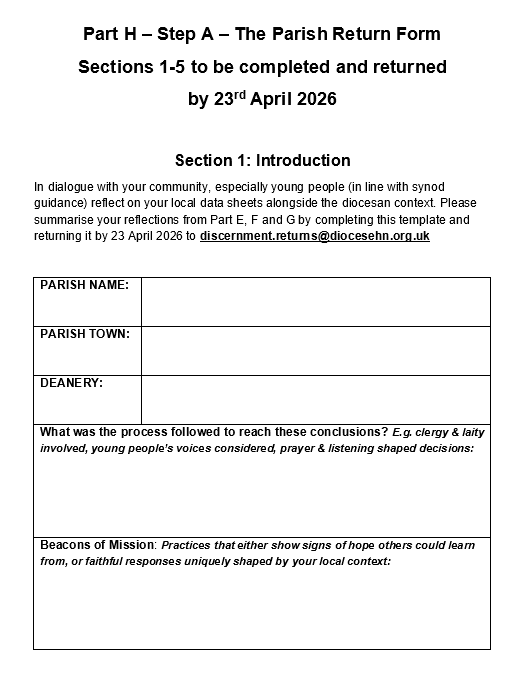 Part H – Step A – The Parish Return Form
Sections 1-5 to be completed and returned
by 23rd April 2026
Section 1: Introduction
In dialogue with your community, especially young people (in line with synod
guidance) reflect on your local data sheets alongside the diocesan context. Please
summarise your reflections from Part E, F and G by completing this template and
returning it by 23 April 2026 to discernment.returns@diocesehn.org.uk
PARISH NAME:
PARISH TOWN:
DEANERY:
What was the process followed to reach these conclusions? E.g. clergy & laity
involved, young people's voices considered, prayer & listening shaped decisions:
Beacons of Mission: Practices that either show signs of hope others could learn
from, or faithful responses uniquely shaped by your local context: